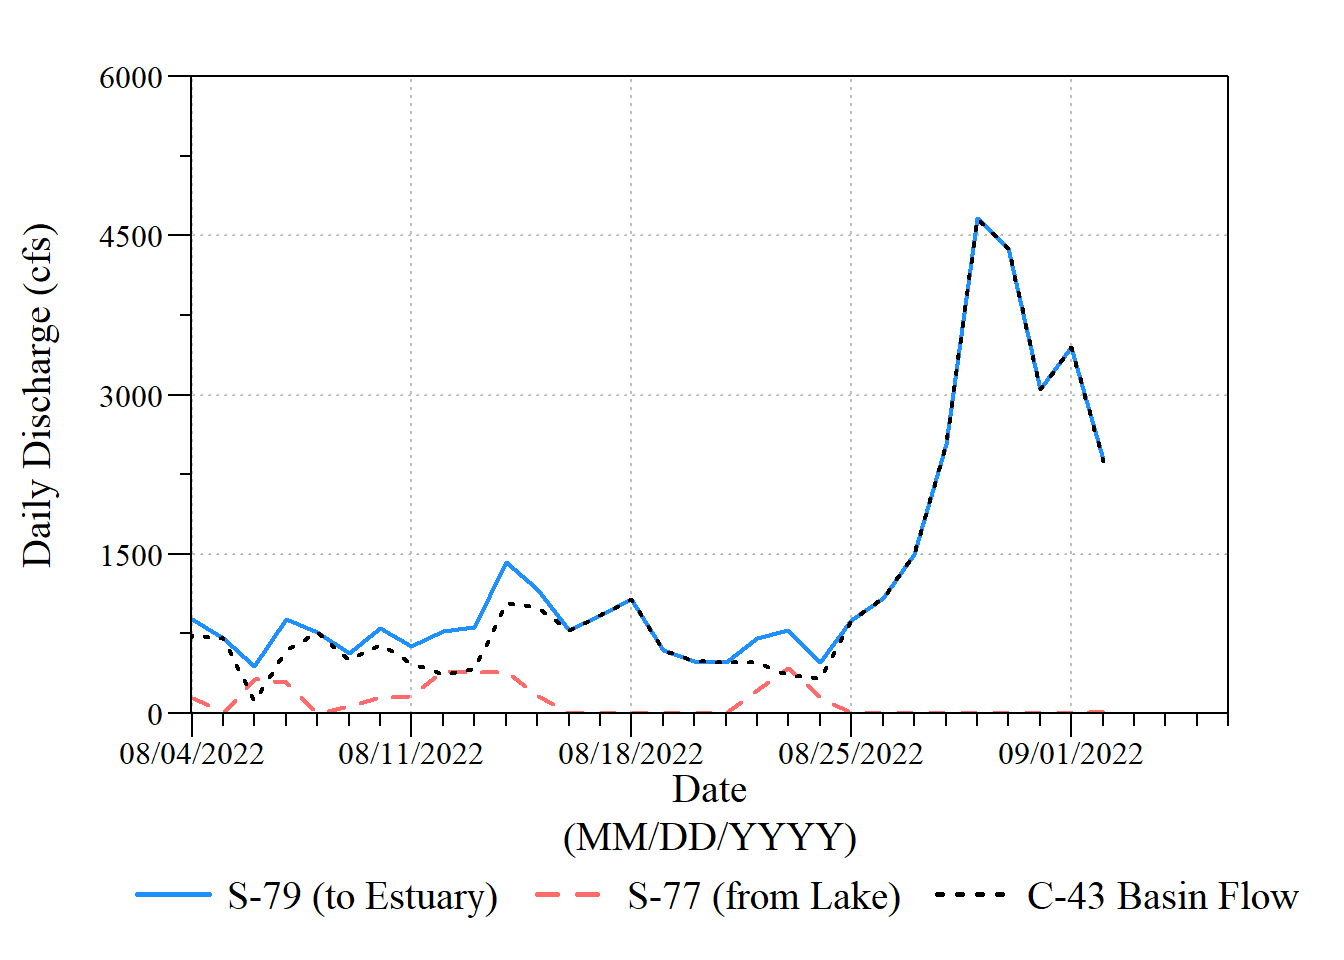 6000
4500
3000
1500
0
Daily Discharge (cfs)
08/04/2022 08/11/2022 08/18/2022 08/25/2022 09/01/2022
Date
(MM/DD/YYYY)
S-79 (to Estuary) S-77 (from Lake) C-43 Basin Flow